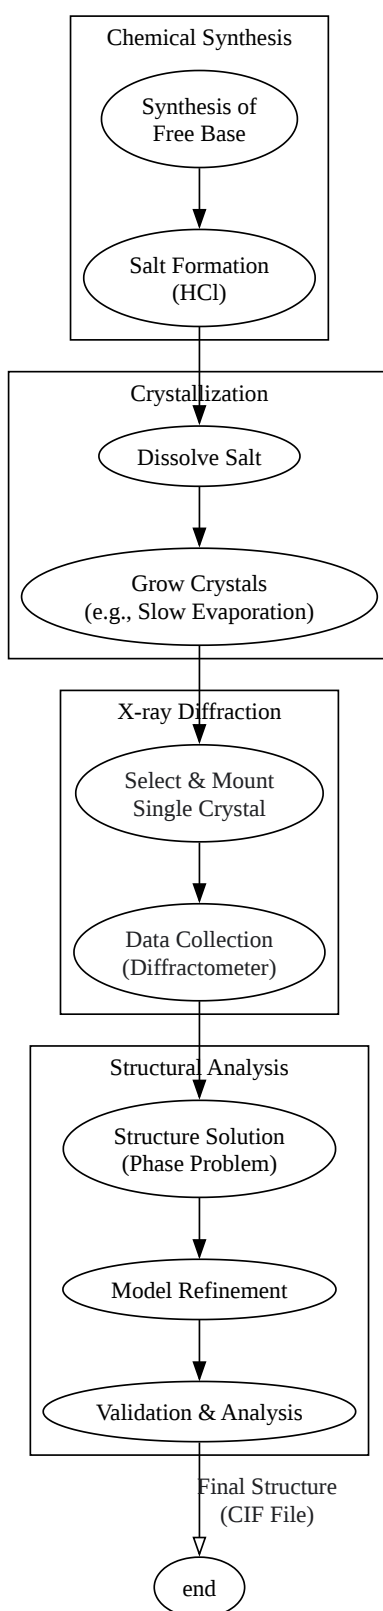 Chemical Synthesis
Synthesis of
Free Base
Salt Formation
(HCl)
Crystallization
Dissolve Salt
Grow Crystals
(e.g., Slow Evaporation)
X-ray Diffraction
Select & Mount
Single Crystal
Data Collection
(Diffractometer)
Structural Analysis
Structure Solution
(Phase Problem)
Model Refinement
Validation & Analysis
Final Structure
(CIF File)
end